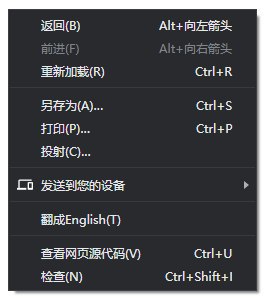 返回(B) Alt+向左箭头
前进(F) Alt+向右箭头
重新加载(R) Ctrl+R
另存为(A)... Ctrl+S
打印(P)... Ctrl+P
投射(C)...
发送到您的设备
翻成English(T)
查看网页源代码(V) Ctrl+U
检查(N) Ctrl+Shift+I